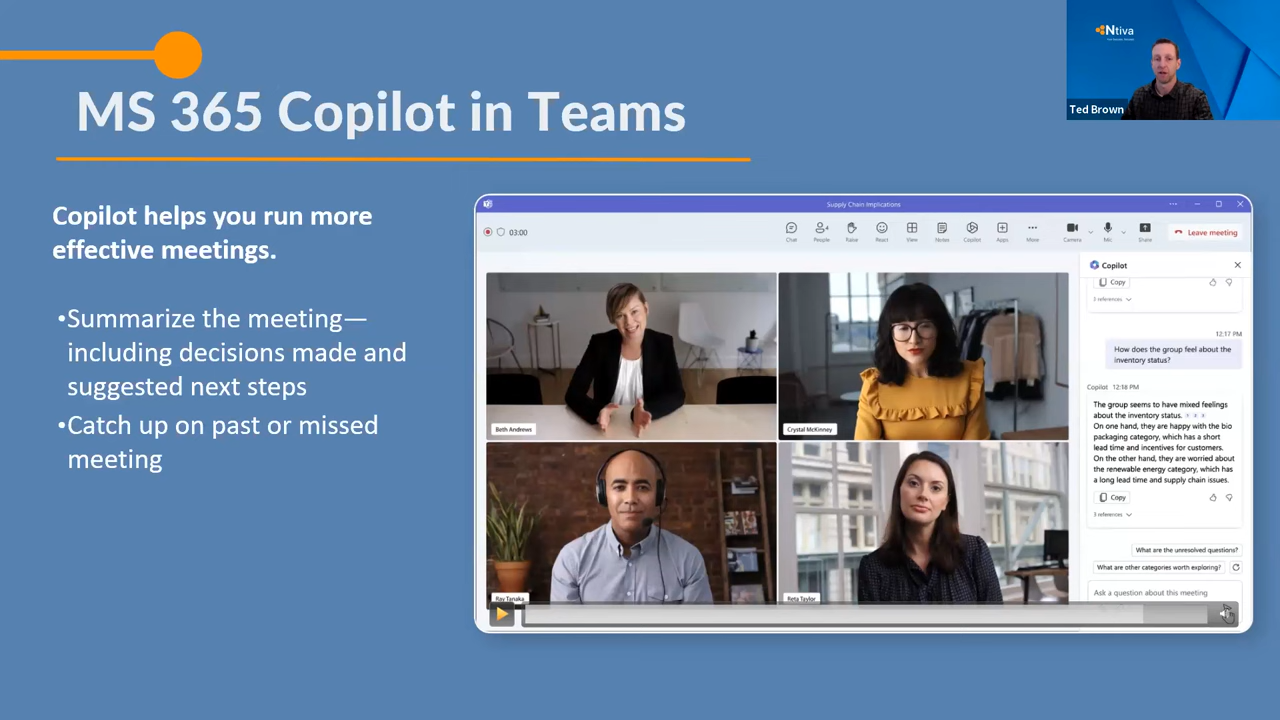 Ntiva
Ted Brown
MS 365 Copilot in Teams
Copilot helps you run more
effective meetings.
•Summarize the meeting—
including decisions made and
suggested next steps
•Catch up on past or missed
meeting
Supply Chain Implications
03:00
Chat
People
4
Raise
React
View
Notes
Copilot
Apps
More
Camera
Mic
Share
Leave meeting
Beth Andrews
Crystal McKinney
Ray Tanaka
Reta Taylor
Copilot
Copy
3 references
12:17 PM
How does the group feel about the
inventory status?
Copilot 12:18 PM
The group seems to have mixed feelings
about the inventory status.
On one hand, they are happy with the bio
packaging category, which has a short
lead time and incentives for customers.
On the other hand, they are worried about
the renewable energy category, which has
a long lead time and supply chain issues.
Copy
3 references
What are the unresolved questions?
What are other categories worth exploring?
Ask a question about this meeting